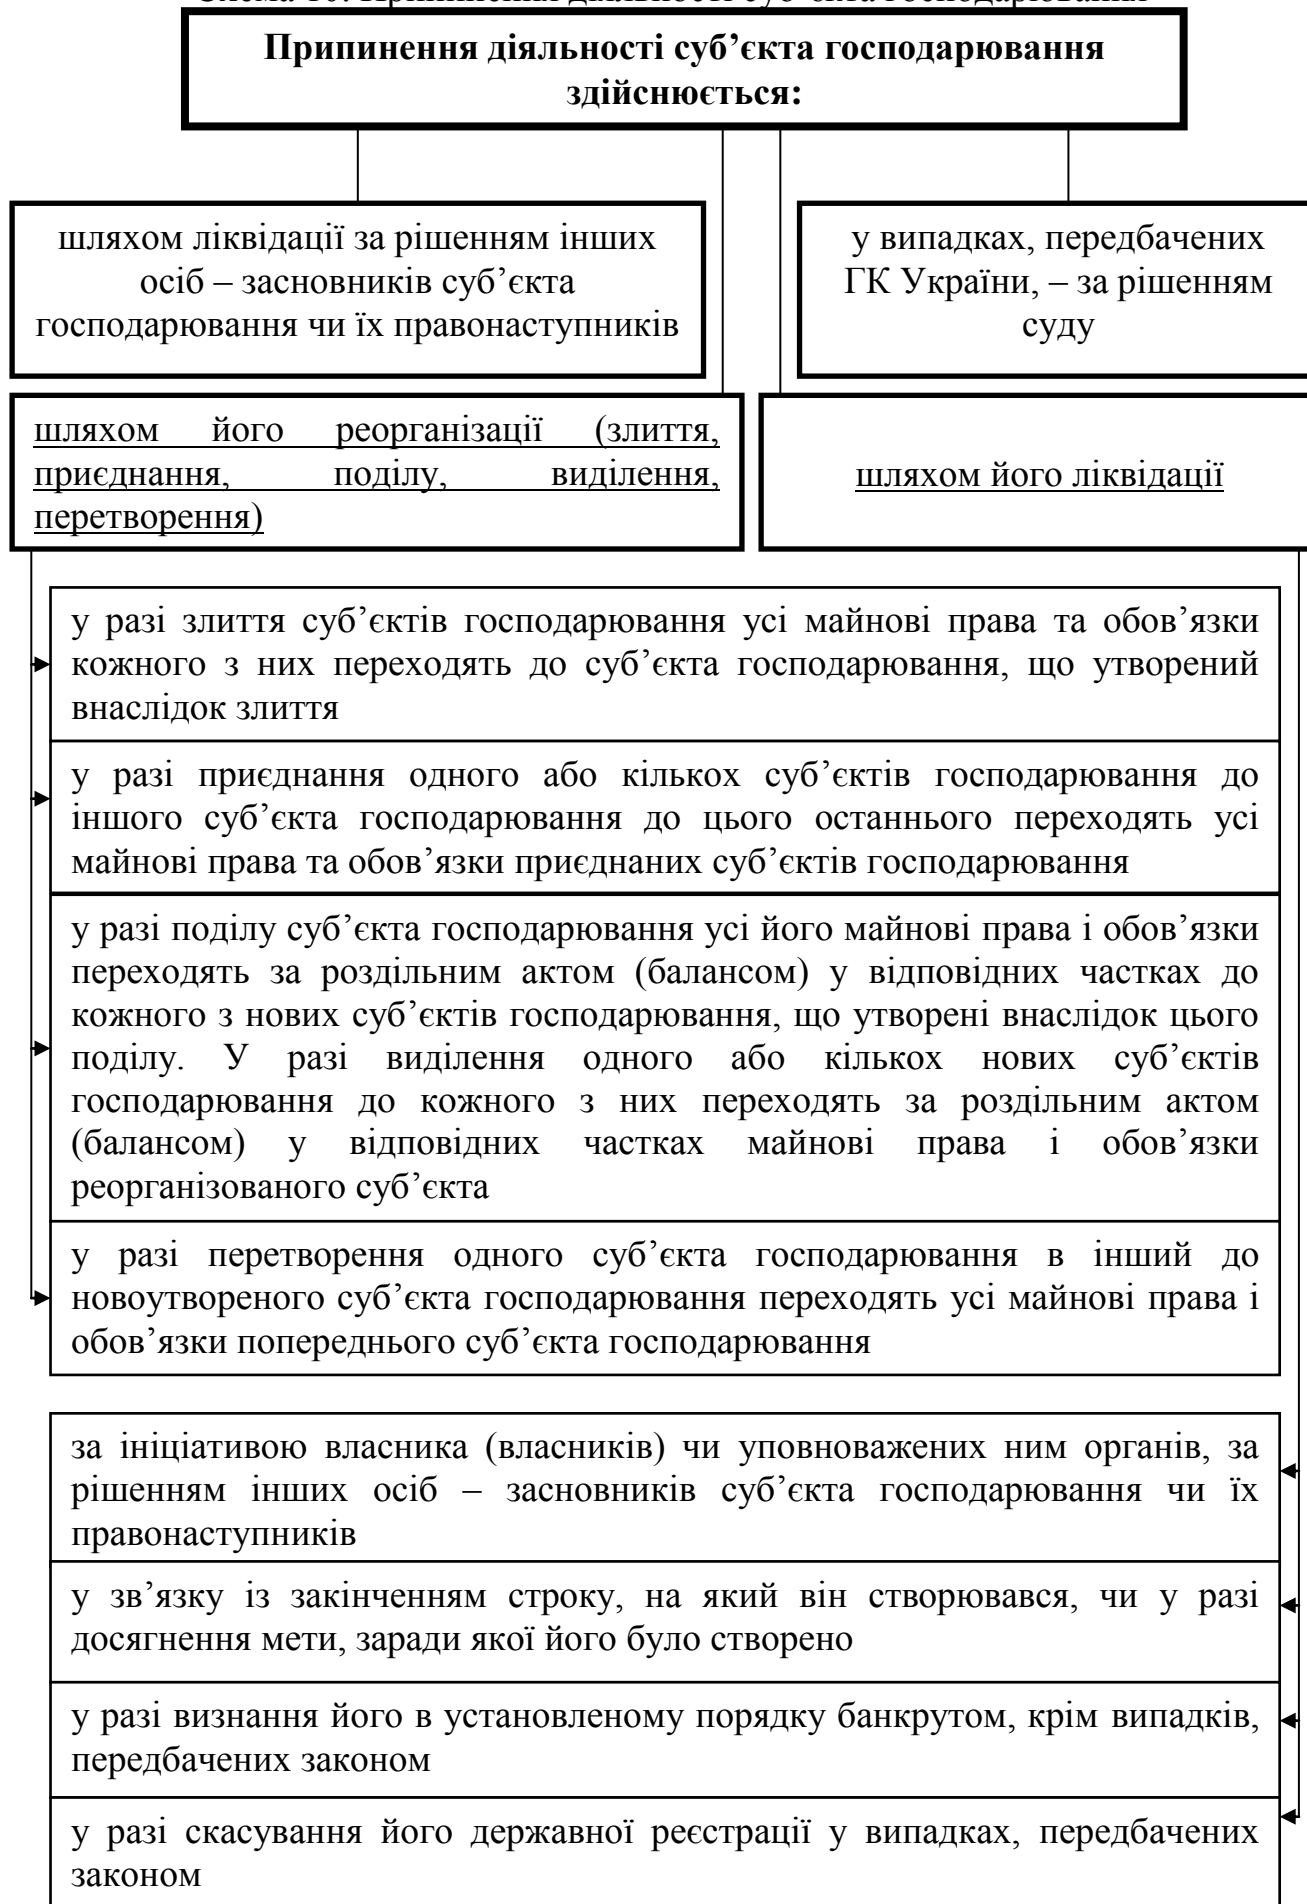 Схема 10. Припинення діяльності суб’єкта господарювання
Припинення діяльності суб’єкта господарювання
здійснюється:
шляхом ліквідації за рішенням інших
осіб – засновників суб’єкта
господарювання чи їх правонаступників
у випадках, передбачених
ГК України, – за рішенням
суду
шляхом його реорганізації (злиття,
приєднання, поділу, виділення,
перетворення)
шляхом його ліквідації
у разі злиття суб’єктів господарювання усі майнові права та обов’язки
кожного з них переходять до суб’єкта господарювання, що утворений
внаслідок злиття
у разі приєднання одного або кількох суб’єктів господарювання до
іншого суб’єкта господарювання до цього останнього переходять усі
майнові права та обов’язки приєднаних суб’єктів господарювання
у разі поділу суб’єкта господарювання усі його майнові права і обов’язки
переходять за роздільним актом (балансом) у відповідних частках до
кожного з нових суб’єктів господарювання, що утворені внаслідок цього
поділу. У разі виділення одного або кількох нових суб’єктів
господарювання до кожного з них переходять за роздільним актом
(балансом) у відповідних частках майнові права і обов’язки
реорганізованого суб’єкта
у разі перетворення одного суб’єкта господарювання в інший до
новоутвореного суб’єкта господарювання переходять усі майнові права і
обов’язки попереднього суб’єкта господарювання
за ініціативою власника (власників) чи уповноважених ним органів, за
рішенням інших осіб – засновників суб’єкта господарювання чи їх
правонаступників
у зв’язку із закінченням строку, на який він створювався, чи у разі
досягнення мети, заради якої його було створено
у разі визнання його в установленому порядку банкрутом, крім випадків,
передбачених законом
у разі скасування його державної реєстрації у випадках, передбачених
законом